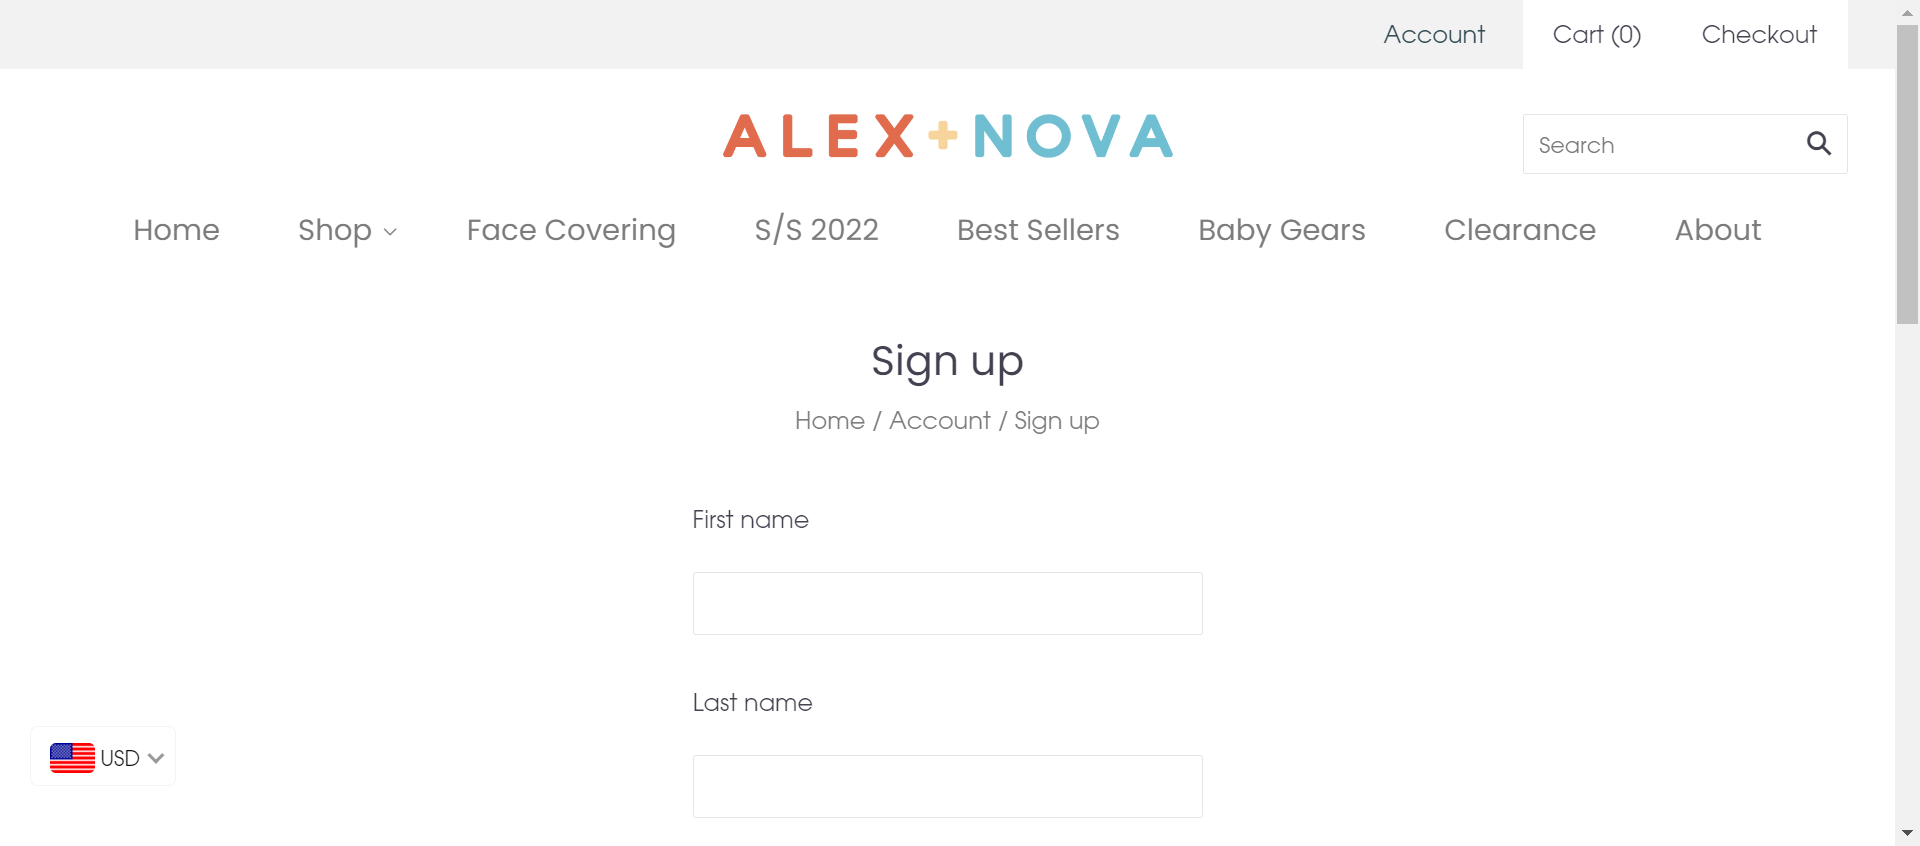 Account Cart (0) Checkout
ALEX+NOVA
Search
Home Shop Face Covering S/S 2022 Best Sellers Baby Gears Clearance About
Sign up
Home / Account / Sign up
First name
Last name
USD